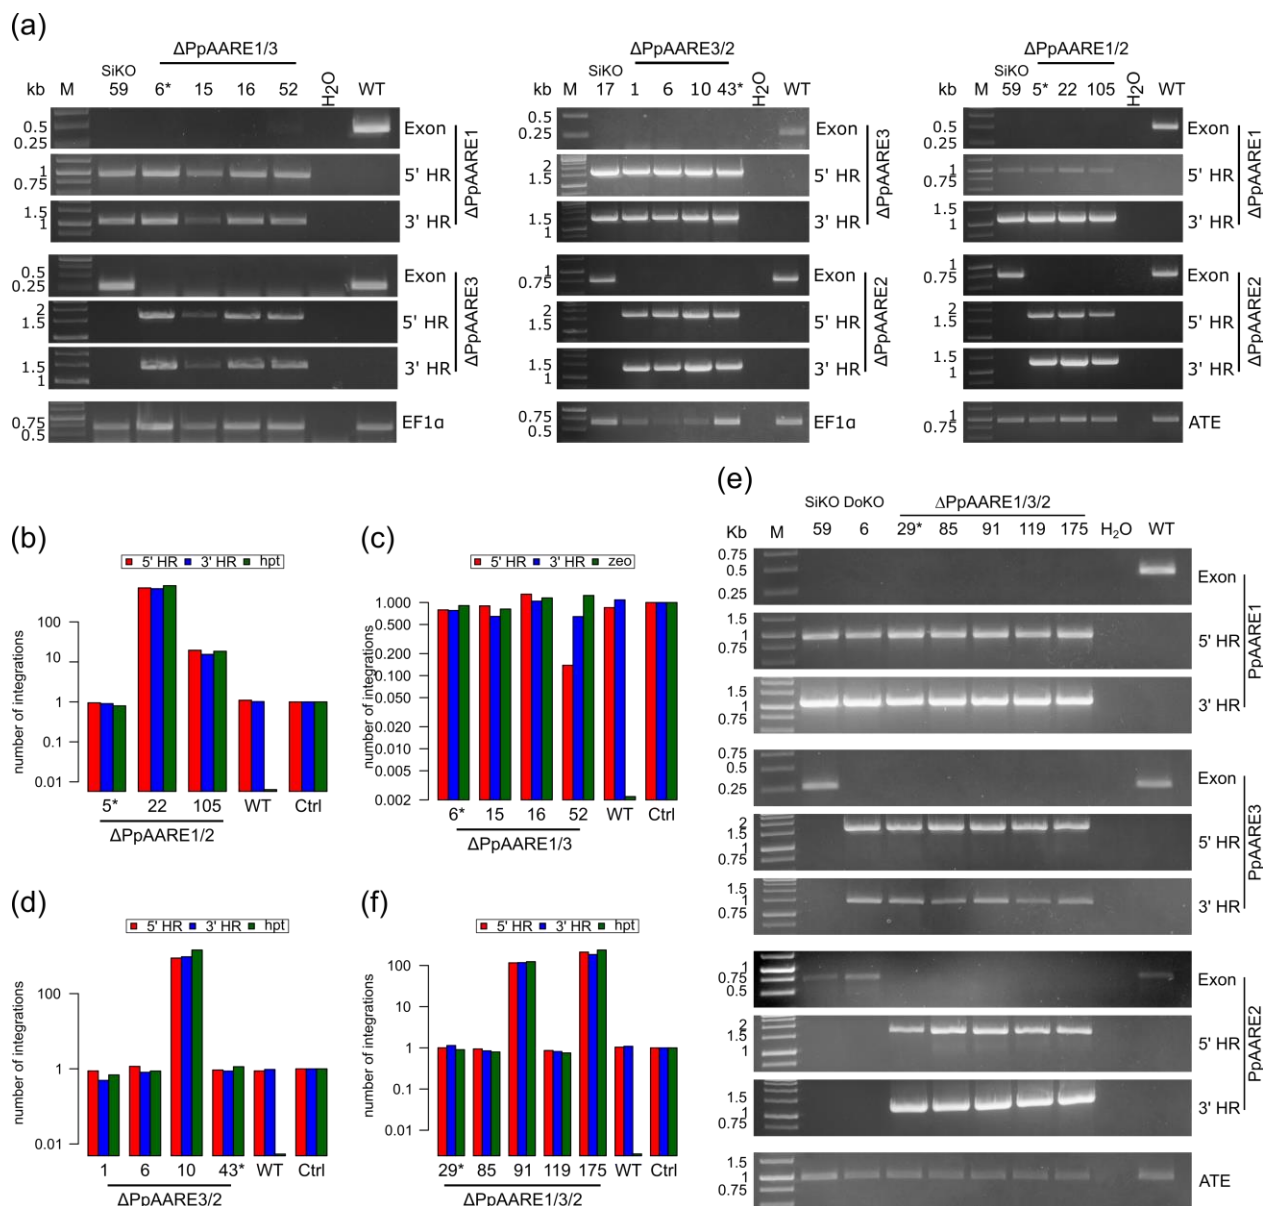 (a)
ΔPpAARE1/3
kb M SiKO 59 6* 15 16 52 H2O WT
0.5
0.25
Exon
1
0.75
5' HR
1.5
1
3' HR
ΔPpAARE1
0.5
0.25
Exon
2
1.5
5' HR
1.5
1
3' HR
ΔPpAARE3
0.75
0.5
EF1α
ΔPpAARE3/2
kb M SiKO 17 1 6 10 43* H2O WT
0.5
0.25
Exon
2
1.5
5' HR
1.5
1
3' HR
ΔPpAARE3
1
0.75
Exon
2
1.5
5' HR
1.5
1
3' HR
ΔPpAARE2
0.75
0.5
EF1α
ΔPpAARE1/2
kb M SiKO 59 5* 22 105 H2O WT
0.5
0.25
Exon
1
0.75
5' HR
1.5
1
3' HR
ΔPpAARE1
1
0.75
Exon
2
1.5
5' HR
1.5
1
3' HR
ΔPpAARE2
1
0.75
ATE
(b)
5' HR 3' HR hpt
number of integrations
100
10
1
0.1
0.01
5* 22 105 WT Ctrl
ΔPpAARE1/2
(c)
5' HR 3' HR zeo
number of integrations
1.000
0.500
0.200
0.100
0.050
0.020
0.010
0.005
0.002
6* 15 16 52 WT Ctrl
ΔPpAARE1/3
(d)
5' HR 3' HR hpt
number of integrations
100
1
0.01
1 6 10 43* WT Ctrl
ΔPpAARE3/2
(f)
5' HR 3' HR hpt
number of integrations
100
10
1
0.1
0.01
29* 85 91 119 175 WT Ctrl
ΔPpAARE1/3/2
(e)
SiKO DoKO ΔPpAARE1/3/2
Kb M 59 6 29* 85 91 119 175 H₂O WT
0.75
0.5
0.25
Exon
1
0.75
5' HR
1.5
1
0.75
3' HR
PpAARE1
0.75
0.5
0.25
Exon
2
1
0.75
5' HR
1.5
1
0.75
3' HR
PpAARE3
1
0.75
0.5
Exon
2
1.5
1
5' HR
1.5
1
0.75
3' HR
PpAARE2
1
0.75
ATE